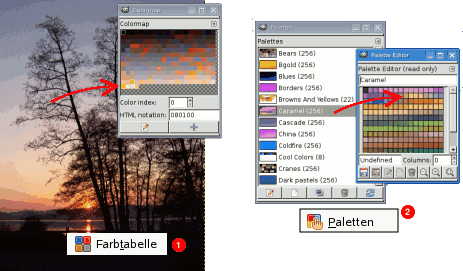 Colormap
Colormap
Color index:
0
HTML notation:
080100
Farbtabelle
1
Palettes
Palettes
Bears (256)
Bgold (256)
Blues (256)
Borders (256)
Browns And Yellows (22)
Caramel (256)
Cascade (256)
China (256)
Coldfire (256)
Cool Colors (8)
Cranes (256)
Dark pastels (256)
Palette Editor
Palette Editor (read only)
Caramel
Undefined
Columns:
0
Paletten
2